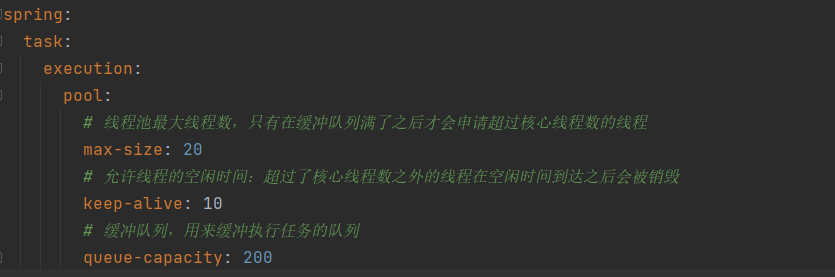 spring:
task:
execution:
pool:
# 线程池最大线程数，只有在缓冲队列满了之后才会申请超过核心线程数的线程
max-size: 20
# 允许线程的空闲时间：超过了核心线程数之外的线程在空闲时间到达之后会被销毁
keep-alive: 10
# 缓冲队列，用来缓冲执行任务的队列
queue-capacity: 200